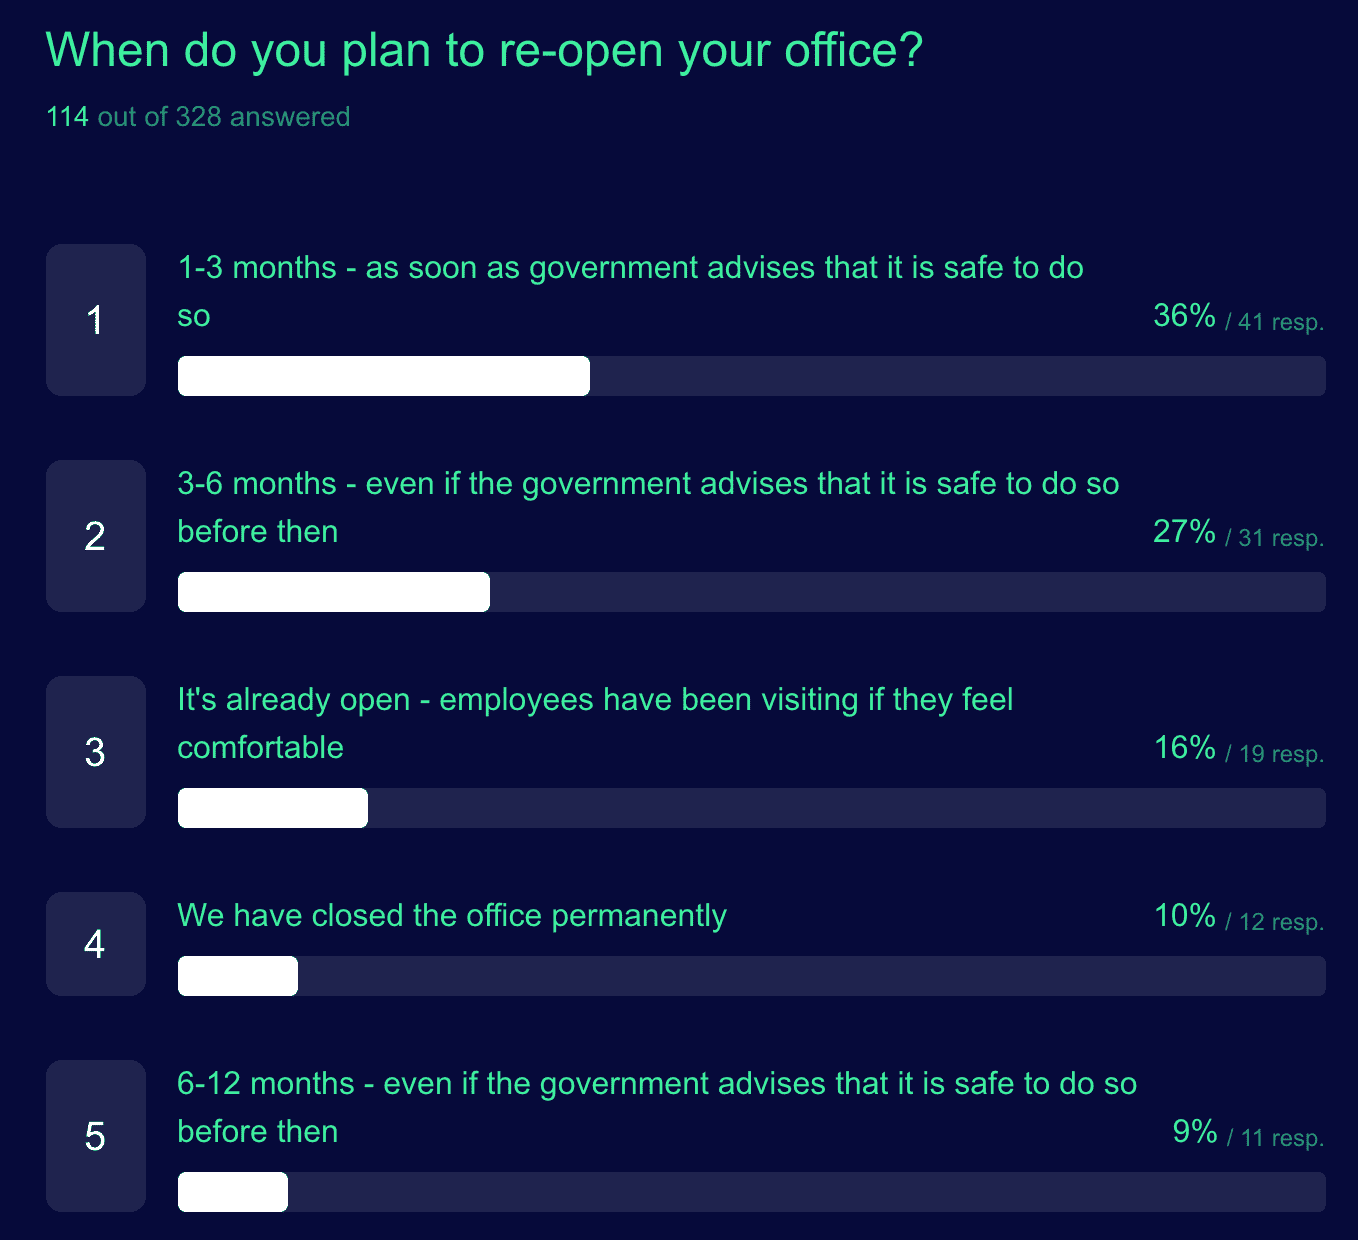 When do you plan to re-open your office?
114 out of 328 answered
1
1-3 months - as soon as government advises that it is safe to do
so
36% / 41 resp.
2
3-6 months - even if the government advises that it is safe to do so
before then
27% / 31 resp.
3
It's already open - employees have been visiting if they feel
comfortable
16% / 19 resp.
4
We have closed the office permanently
10% / 12 resp.
5
6-12 months - even if the government advises that it is safe to do so
before then
9% / 11 resp.